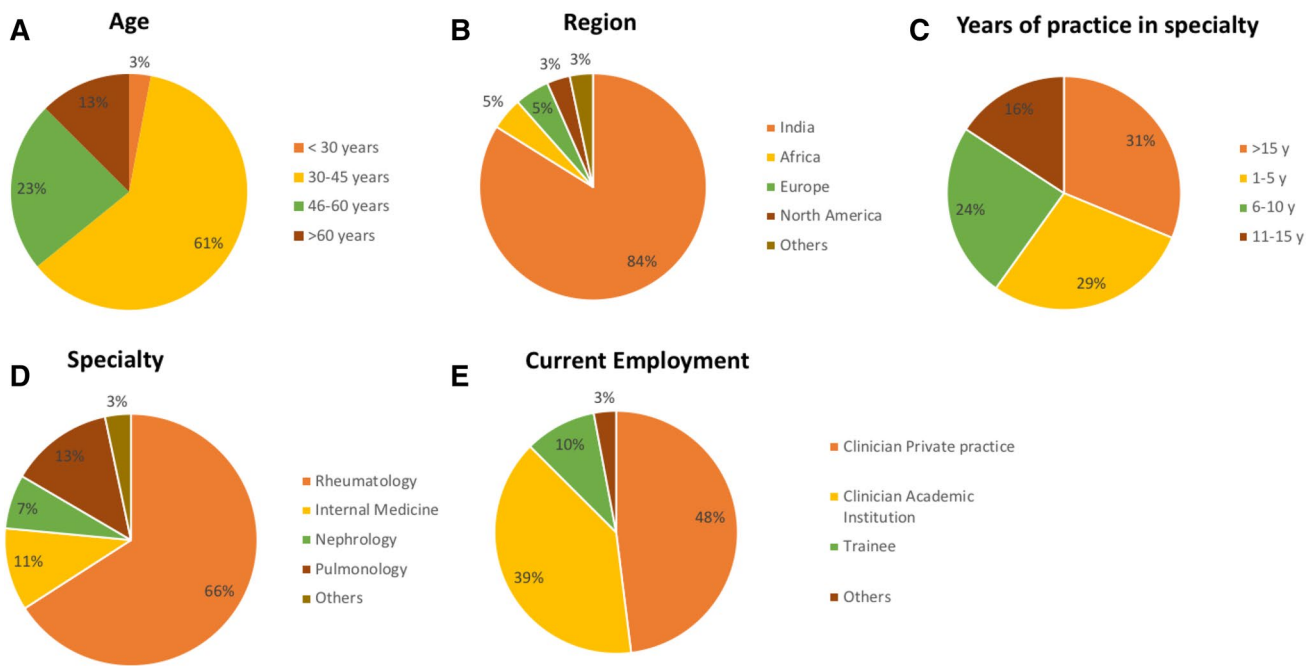 A
Age
3%
13%
23%
61%
< 30 years
30-45 years
46-60 years
>60 years
B
Region
3%
3%
5%
5%
84%
India
Africa
Europe
North America
Others
C
Years of practice in specialty
16%
31%
24%
29%
>15 y
1-5 y
6-10 y
11-15 y
D
Specialty
3%
13%
7%
11%
66%
Rheumatology
Internal Medicine
Nephrology
Pulmonology
Others
E
Current Employment
3%
10%
48%
39%
Clinician Private practice
Clinician Academic
Institution
Trainee
Others